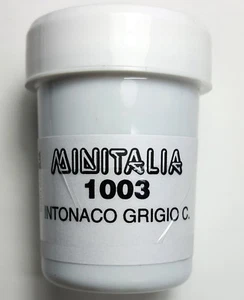 MINITALIA
1003
INTONACO GRIGIO C.